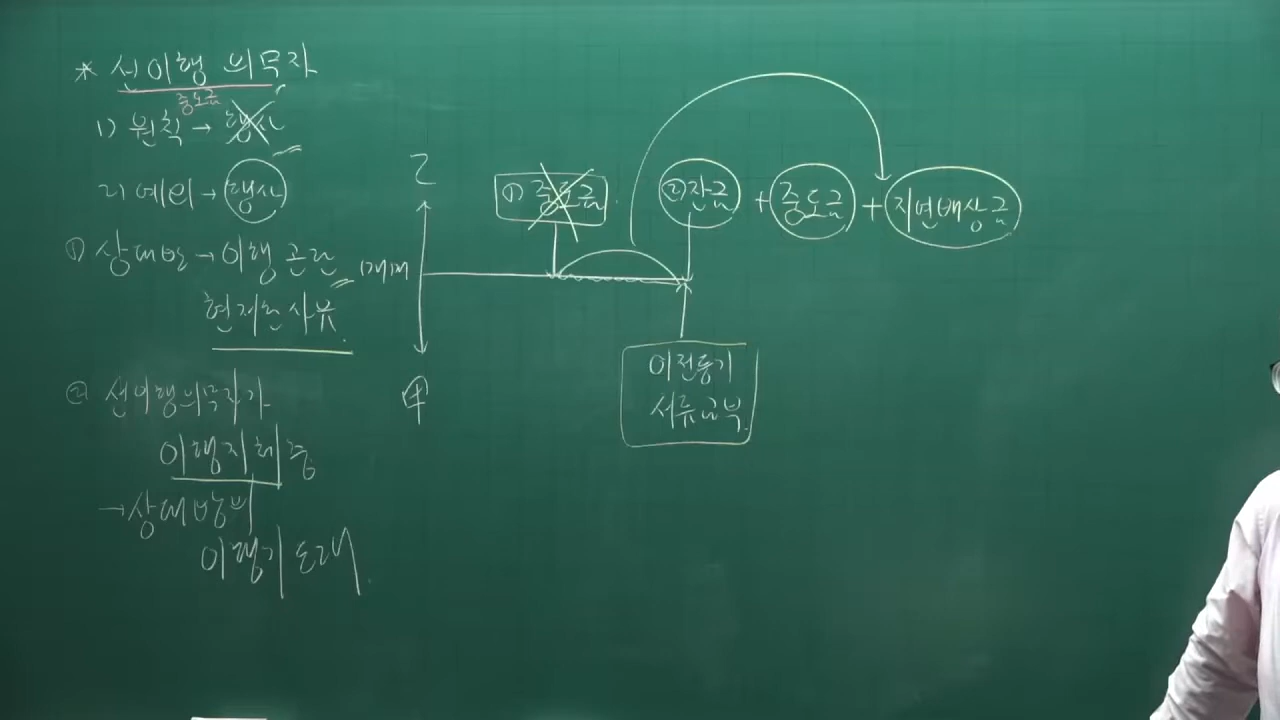 * 선이행 의무자
중도금
1) 원칙 → 행사
2) 예외 → 행사
① 상대방 → 이행 곤란
현저한 사유.
② 선이행의무자가
이행지체 중
→ 상대방의
이행기 도래.
乙
매매
甲
① 중도금
② 잔금 + 중도금 + 지연배상금
이전등기
서류교부.